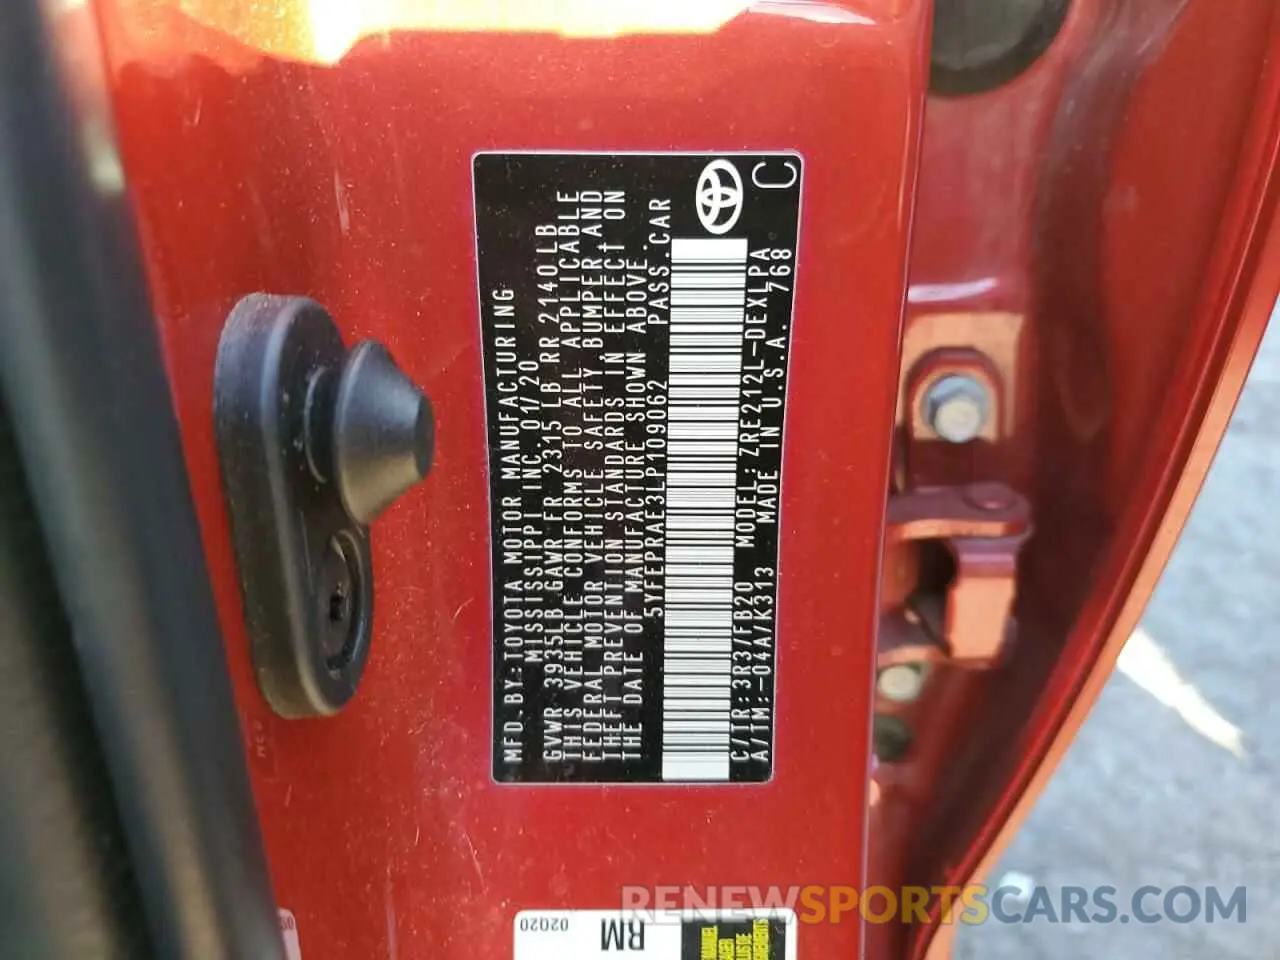 MFD. BY: TOYOTA MOTOR MANUFACTURING
MISSISSIPPI INC. 01/20
GVWR 3935LB GAWR FR 2315 LB RR 2140LB
THIS VEHICLE CONFORMS TO ALL APPLICABLE
FEDERAL MOTOR VEHICLE SAFETY, BUMPER, AND
THEFT PREVENTION STANDARDS IN EFFECT ON
THE DATE OF MANUFACTURE SHOWN ABOVE.
5YFEPRAE3LP109062 PASS. CAR
C/TR: 3R3/FB20 MODEL: ZRE212L-DEXLPA
A/TM: -04A/K313 MADE IN U.S.A. 768
C
02020
RM
RENEWSPORTSCARS.COM